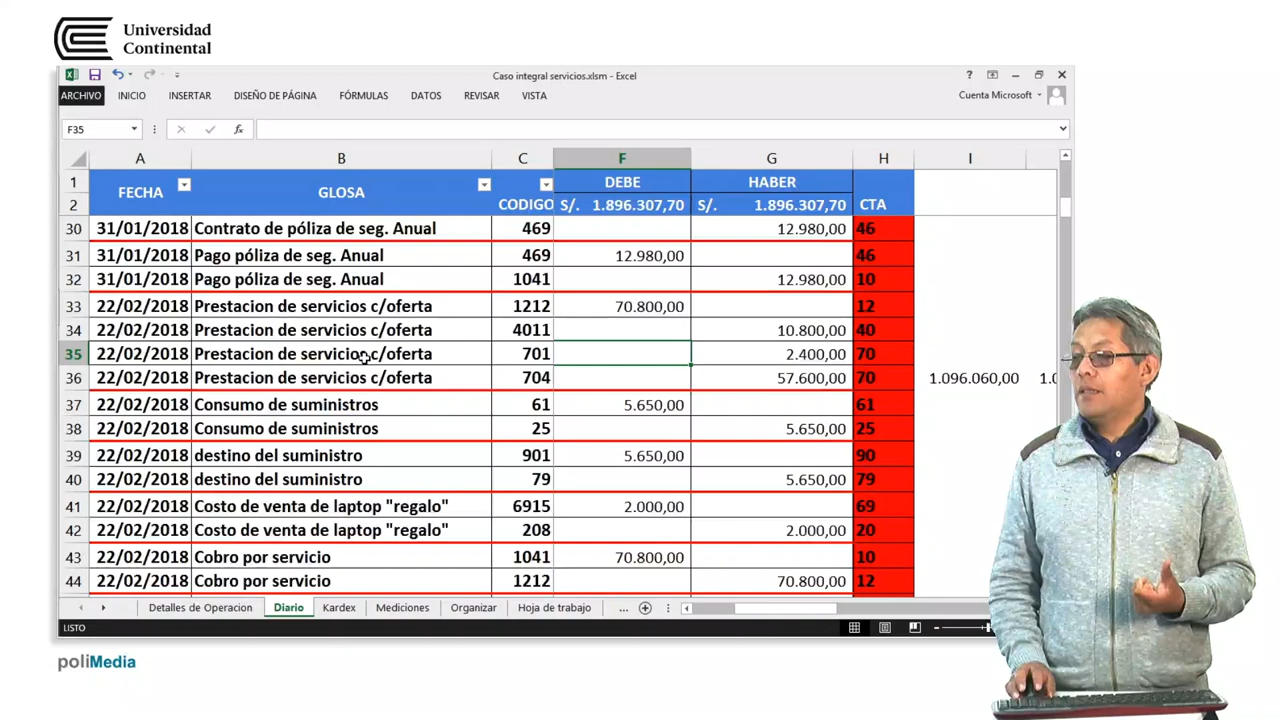 Universidad
Continental
Caso integral servicios.xlsm - Excel
ARCHIVO INICIO INSERTAR DISEÑO DE PÁGINA FÓRMULAS DATOS REVISAR VISTA Cuenta Microsoft
F35 fx
A B C F G H I
1 FECHA GLOSA CODIGO DEBE HABER CTA
2 S/. 1.896.307,70 S/. 1.896.307,70
30 31/01/2018 Contrato de póliza de seg. Anual 469 12.980,00 46
31 31/01/2018 Pago póliza de seg. Anual 469 12.980,00 46
32 31/01/2018 Pago póliza de seg. Anual 1041 12.980,00 10
33 22/02/2018 Prestacion de servicios c/oferta 1212 70.800,00 12
34 22/02/2018 Prestacion de servicios c/oferta 4011 10.800,00 40
35 22/02/2018 Prestacion de servicios c/oferta 701 2.400,00 70
36 22/02/2018 Prestacion de servicios c/oferta 704 57.600,00 70 1.096.060,00 1.0
37 22/02/2018 Consumo de suministros 61 5.650,00 61
38 22/02/2018 Consumo de suministros 25 5.650,00 25
39 22/02/2018 destino del suministro 901 5.650,00 90
40 22/02/2018 destino del suministro 79 5.650,00 79
41 22/02/2018 Costo de venta de laptop "regalo" 6915 2.000,00 69
42 22/02/2018 Costo de venta de laptop "regalo" 208 2.000,00 20
43 22/02/2018 Cobro por servicio 1041 70.800,00 10
44 22/02/2018 Cobro por servicio 1212 70.800,00 12
Detalles de Operacion Diario Kardex Mediciones Organizar Hoja de trabajo ...
LISTO
poliMedia